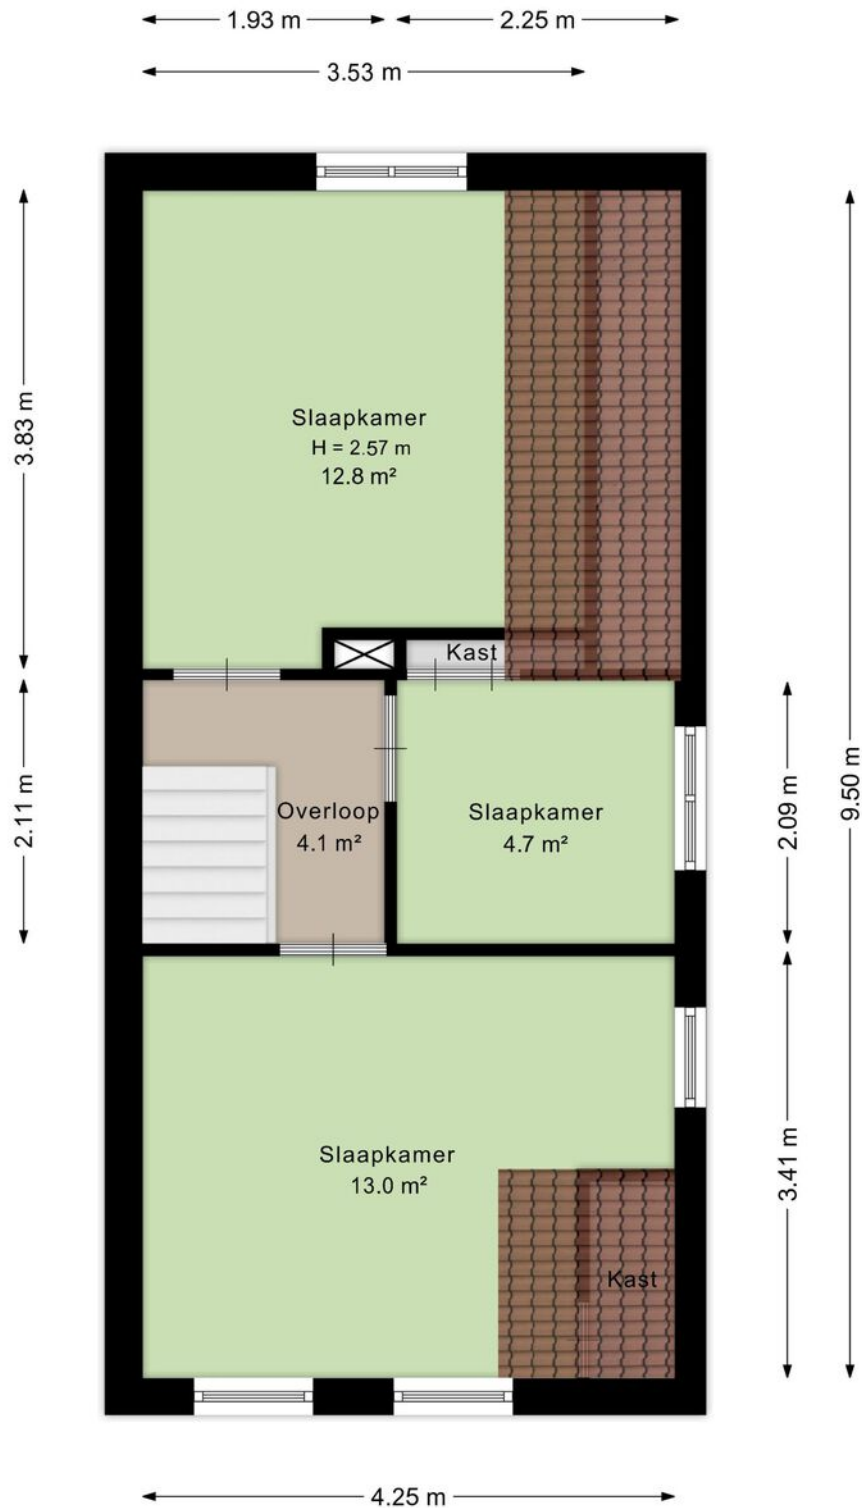 1.93 m
2.25 m
3.53 m
3.83 m
Slaapkamer
H = 2.57 m
12.8 m²
Kast
2.11 m
Overloop
4.1 m²
Slaapkamer
4.7 m²
2.09 m
9.50 m
Slaapkamer
13.0 m²
3.41 m
Kast
4.25 m